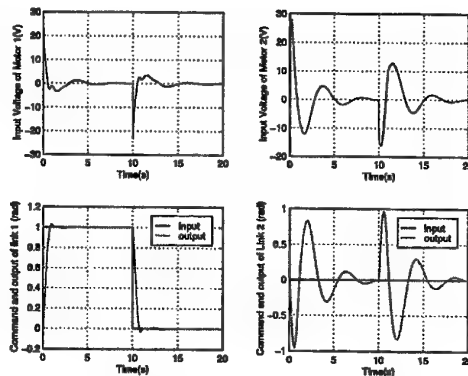 Input Voltage of Motor 1(V)
30
20
10
0
-10
-20
-30
0 5 10 15 20
Time(s)
Input Voltage of Motor 2(V)
30
20
10
0
-10
-20
0 5 10 15 20
Time(s)
Command and output of link 1 (rad)
1.2
1
0.8
0.6
0.4
0.2
0
-0.2
0 5 10 15 20
Time(s)
Input
output
Command and output of Link 2 (rad)
1
0.5
0
-0.5
-1
0 5 10 15 20
Time(s)
Input
output